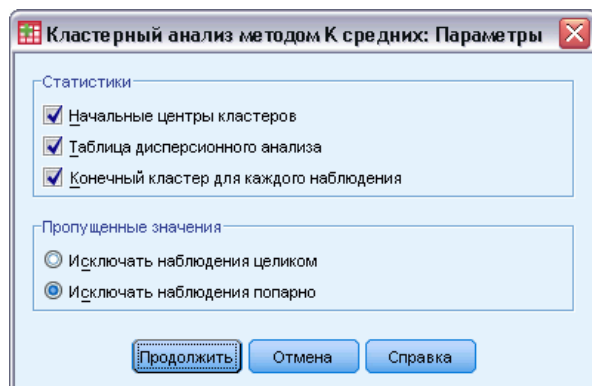 Кластерный анализ методом К средних: Параметры
Статистики
Начальные центры кластеров
Таблица дисперсионного анализа
Конечный кластер для каждого наблюдения
Пропущенные значения
Исключать наблюдения целиком
Исключать наблюдения попарно
Продолжить Отмена Справка